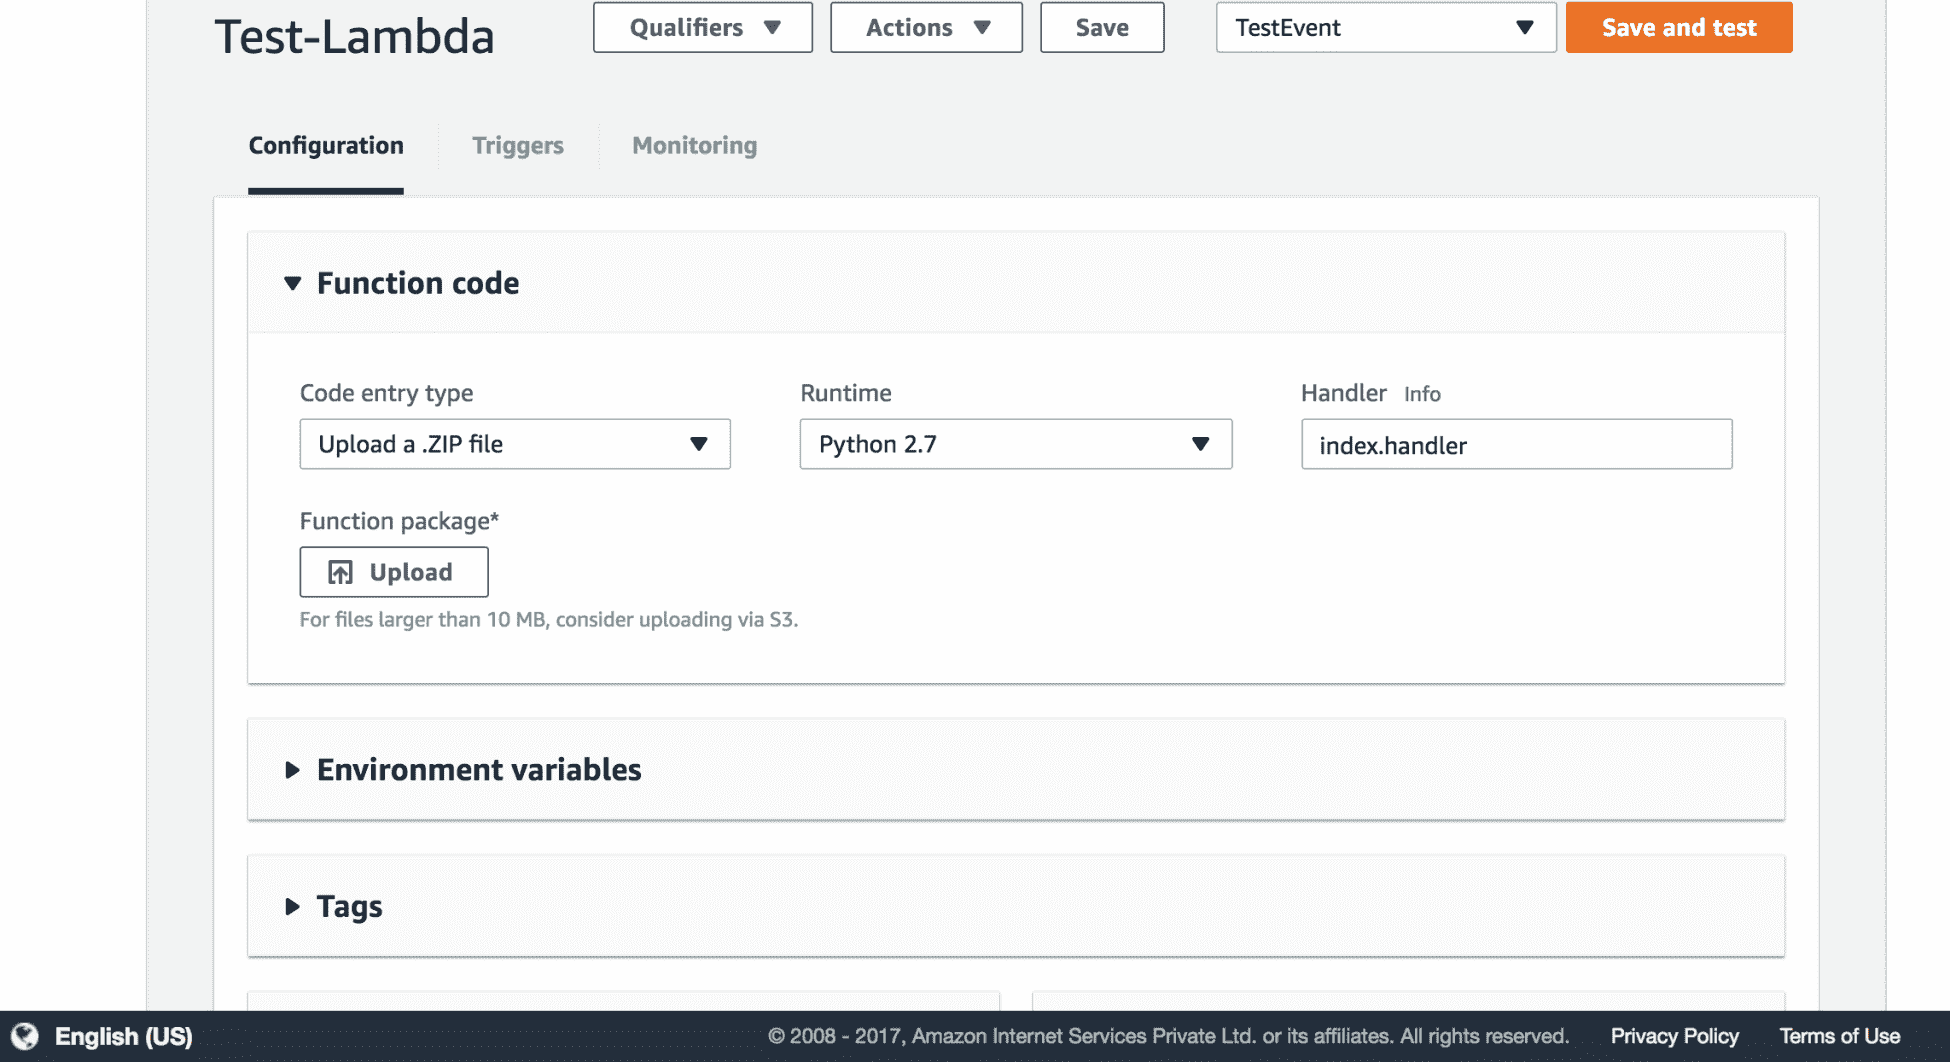 Test-Lambda
Qualifiers
Actions
Save
TestEvent
Save and test
Configuration
Triggers
Monitoring
Function code
Code entry type
Runtime
Handler Info
Upload a .ZIP file
Python 2.7
index.handler
Function package*
Upload
For files larger than 10 MB, consider uploading via S3.
Environment variables
Tags
English (US)
© 2008 - 2017, Amazon Internet Services Private Ltd. or its affiliates. All rights reserved.
Privacy Policy
Terms of Use